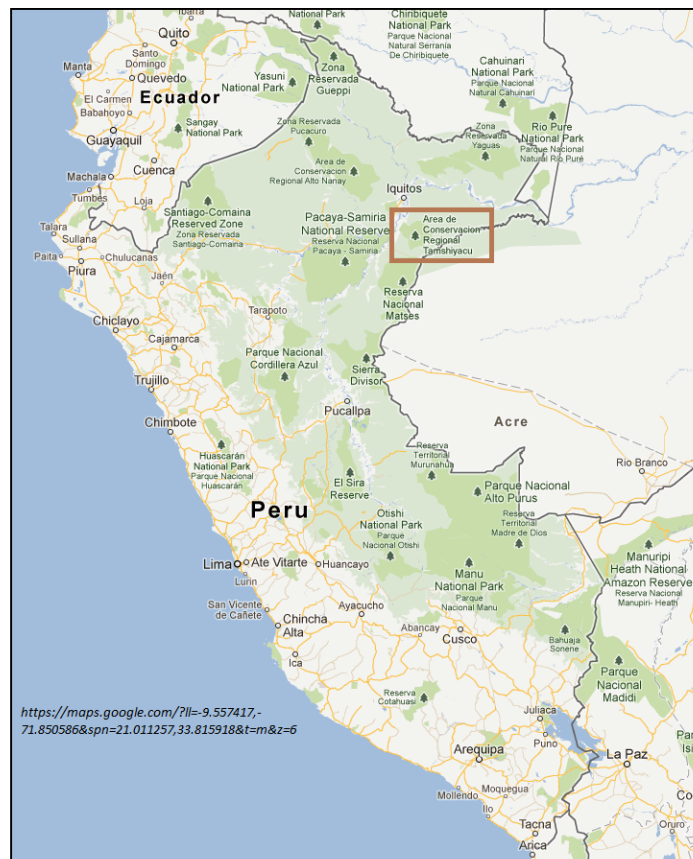 National Park
Chiribiquete
National Park
Parque Nacional
Natural Serranía
De Chiribiquete
Ibarra
Quito
Santo
Domingo
Manta
Quevedo
Zona
Reservada
Gueppi
Cahuinari
National Park
Parque Nacional
Natural Cahuinari
Yasuni
National Park
El Carmen
Ecuador
Babahoyo
Guayaquil
Sangay
National Park
Zona Reservada
Pucacuro
Zona
Reservada
Yaguas
Rio Pure
National Park
Parque Nacional
Natural Rio Puré
Cuenca
Machala
Tumbes
Loja
Area de
Conservacion
Regional Alto Nanay
Iquitos
Santiago-Comaina
Reserved Zone
Zona Reservada
Santiago-Comaina
Pacaya-Samiria
National Reserve
Reserva Nacional
Pacaya - Samiria
Area de
Conservacion
Regional
Tamshiyacu
Talara
Sullana
Paita
Chulucanas
Piura
Jaén
Reserva
Nacional
Matses
Chiclayo
Tarapoto
Cajamarca
Parque Nacional
Cordillera Azul
Sierra
Divisor
Trujillo
Pucallpa
Chimbote
Acre
Huascarán
National Park
Parque Nacional
Huascarán
Reserva
Territorial
Murunahua
Rio Branco
El Sira
Reserve
Parque Nacional
Alto Purus
Peru
Otishi
National Park
Parque
Nacional Otishi
Reserva
Territorial
Madre de Dios
Lima
Ate Vitarte
Huancayo
Lurin
Manu
National Park
Parque
Nacional Manu
Manuripi
Heath National
Amazon Reserve
Reserva Nacional
Manupiri- Heath
San Vicente
de Cañete
Ayacucho
Chincha
Alta
Abancay
Cusco
Bahuaja
Sonene
Ica
Parque
Nacional
Madidi
Reserva
Cotahuasi
https://maps.google.com/?ll=-9.557417,-
71.850586&spn=21.011257,33.815918&t=m&z=6
Juliaca
Puno
Arequipa
La Paz
Mollendo
Moquegua
Ilo
Tacna
Arica
Oruro